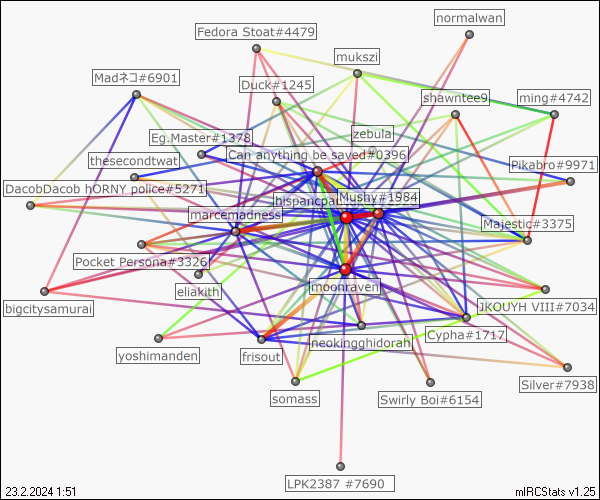 normalwan
Fedora Stoat#4479
mukszi
Madネコ#6901
Duck#1245
shawntee9
ming#4742
Eg.Master#1378
zebula
Can anything be saved#0396
thesecondtwat
Pikabro#9971
DacobDacob hORNY police#5271
hispancpal
Mushy#1984
marcemadness
Majestic#3375
Pocket Persona#3326
eliakith
moonraven
bigcitysamurai
JKOUYH VIII#7034
Cypha#1717
neokingghidorah
yoshimanden
frisout
Silver#7938
somass
Swirly Boi#6154
LPK2387 #7690
23.2.2024 1:51
mIRCStats v1.25